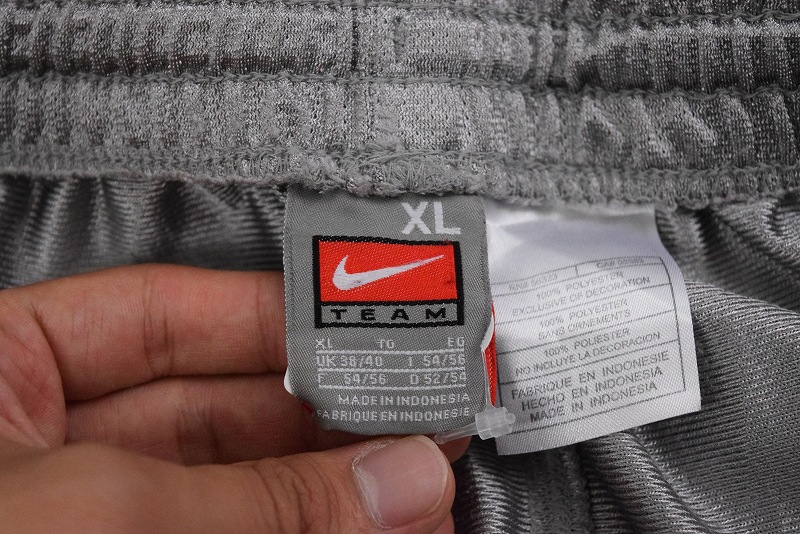 XL
TEAM
XL TG EG
UK 38/40 I 54/56
F 54/56 D 52/54
MADE IN INDONESIA
FABRIQUE EN INDONESIE
100% POLYESTER
EXCLUSIVE OF DECORATION
100% POLYESTER
SANS ORNEMENTS
100% POLIESTER
NO INCLUYE LA DECORACION
FABRIQUE EN INDONESIE
HECHO EN INDONESIA
MADE IN INDONESIA